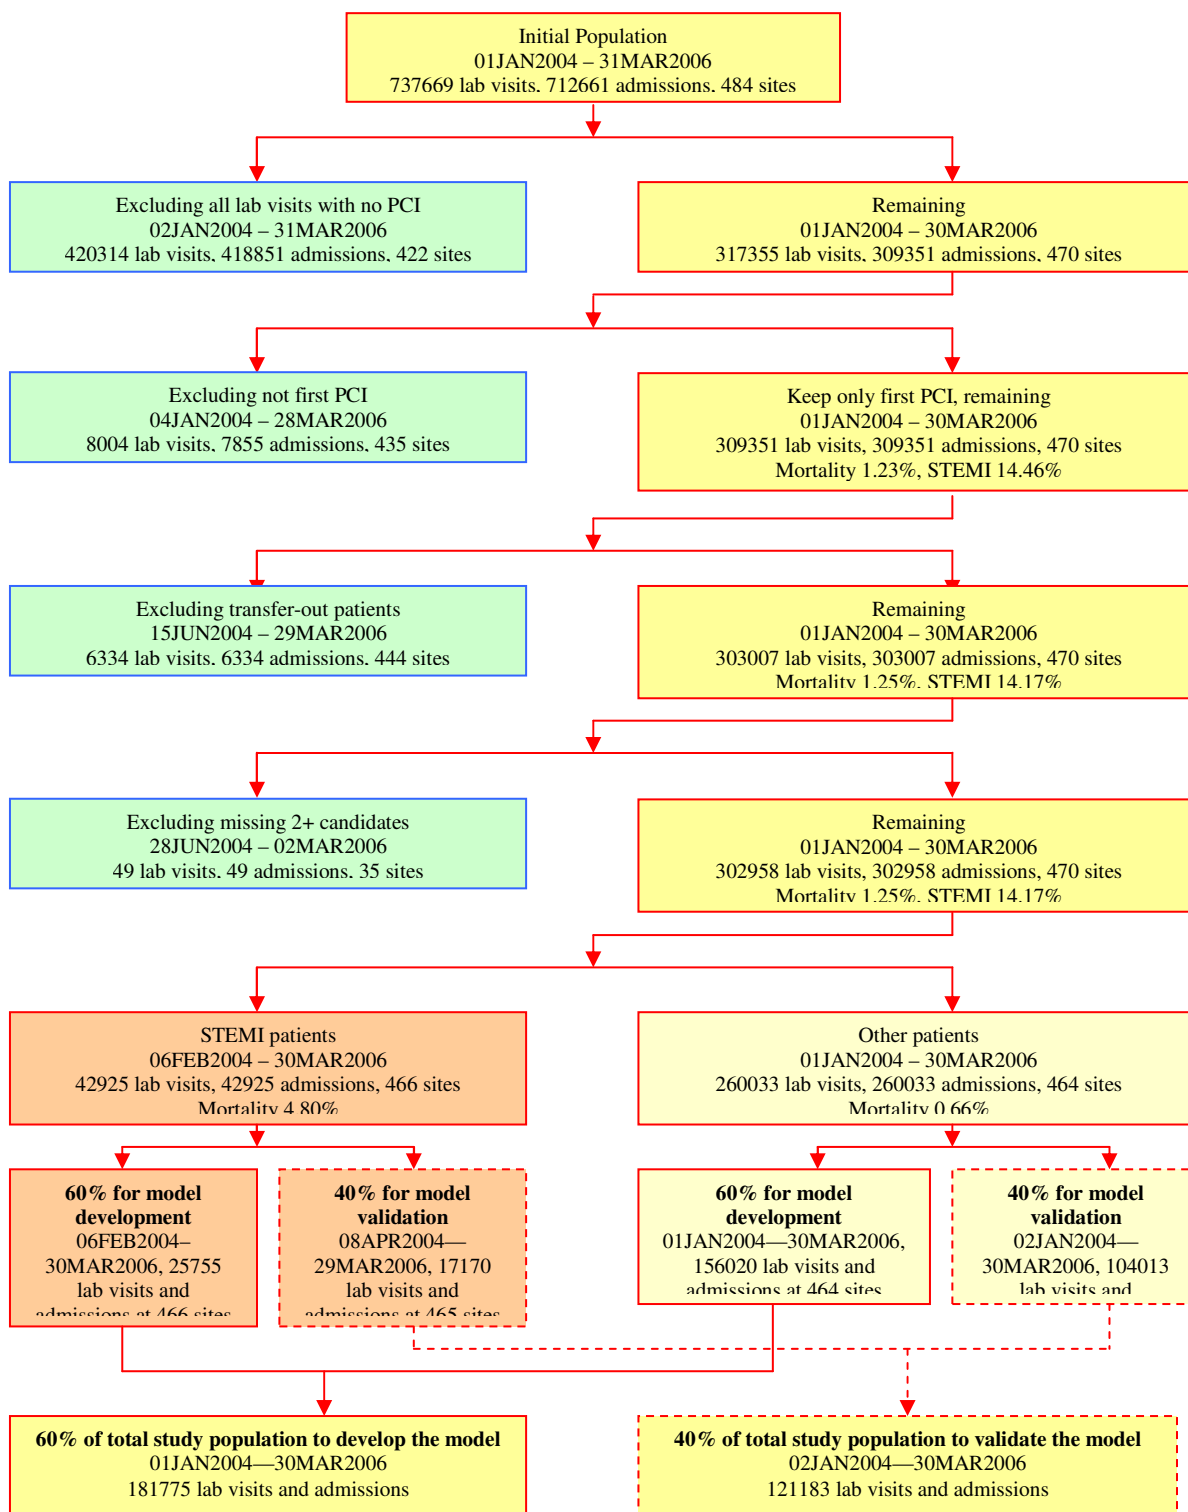 Initial Population
01JAN2004 – 31MAR2006
737669 lab visits, 712661 admissions, 484 sites
Excluding all lab visits with no PCI
02JAN2004 – 31MAR2006
420314 lab visits, 418851 admissions, 422 sites
Remaining
01JAN2004 – 30MAR2006
317355 lab visits, 309351 admissions, 470 sites
Excluding not first PCI
04JAN2004 – 28MAR2006
8004 lab visits, 7855 admissions, 435 sites
Keep only first PCI, remaining
01JAN2004 – 30MAR2006
309351 lab visits, 309351 admissions, 470 sites
Mortality 1.23%, STEMI 14.46%
Excluding transfer-out patients
15JUN2004 – 29MAR2006
6334 lab visits, 6334 admissions, 444 sites
Remaining
01JAN2004 – 30MAR2006
303007 lab visits, 303007 admissions, 470 sites
Mortality 1.25%, STEMI 14.17%
Excluding missing 2+ candidates
28JUN2004 – 02MAR2006
49 lab visits, 49 admissions, 35 sites
Remaining
01JAN2004 – 30MAR2006
302958 lab visits, 302958 admissions, 470 sites
Mortality 1.25%, STEMI 14.17%
STEMI patients
06FEB2004 – 30MAR2006
42925 lab visits, 42925 admissions, 466 sites
Mortality 4.80%
Other patients
01JAN2004 – 30MAR2006
260033 lab visits, 260033 admissions, 464 sites
Mortality 0.66%
60% for model
development
06FEB2004–
30MAR2006, 25755
lab visits and
admissions at 466 sites
40% for model
validation
08APR2004—
29MAR2006, 17170
lab visits and
admissions at 465 sites
60% for model
development
01JAN2004—30MAR2006,
156020 lab visits and
admissions at 464 sites
40% for model
validation
02JAN2004—
30MAR2006, 104013
lab visits and
60% of total study population to develop the model
01JAN2004—30MAR2006
181775 lab visits and admissions
40% of total study population to validate the model
02JAN2004—30MAR2006
121183 lab visits and admissions